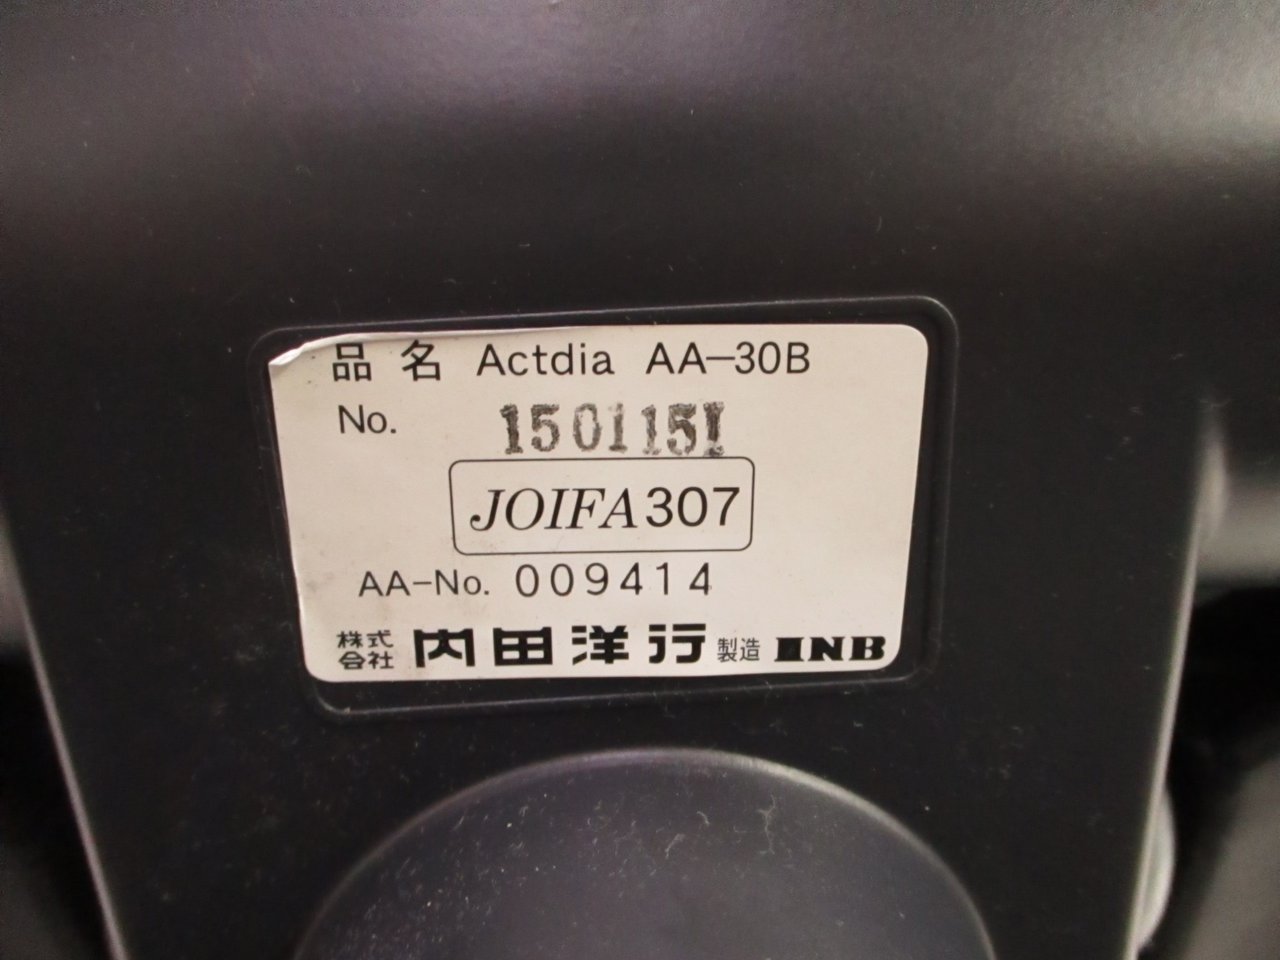 品名 Actdia AA-30B
No. 150115I
JOIFA307
AA-No. 009414
株式会社 内田洋行 製造 INB